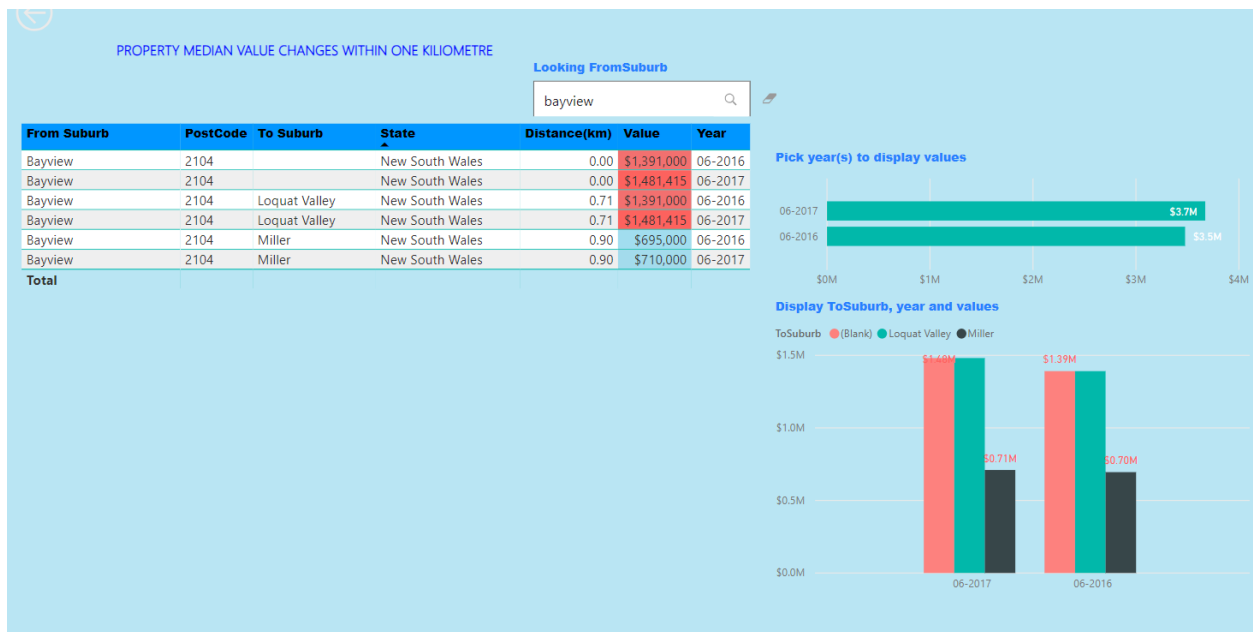 PROPERTY MEDIAN VALUE CHANGES WITHIN ONE KILIOMETRE
Looking FromSuburb
bayview
From Suburb PostCode To Suburb State Distance(km) Value Year
Bayview 2104 New South Wales 0.00 $1,391,000 06-2016
Bayview 2104 New South Wales 0.00 $1,481,415 06-2017
Bayview 2104 Loquat Valley New South Wales 0.71 $1,391,000 06-2016
Bayview 2104 Loquat Valley New South Wales 0.71 $1,481,415 06-2017
Bayview 2104 Miller New South Wales 0.90 $695,000 06-2016
Bayview 2104 Miller New South Wales 0.90 $710,000 06-2017
Total
Pick year(s) to display values
06-2017 $3.7M
06-2016 $3.5M
$0M $1M $2M $3M $4M
Display ToSuburb, year and values
ToSuburb (Blank) Loquat Valley Miller
$1.5M
$1.48M $1.39M
$1.0M
$0.71M $0.70M
$0.5M
$0.0M
06-2017 06-2016